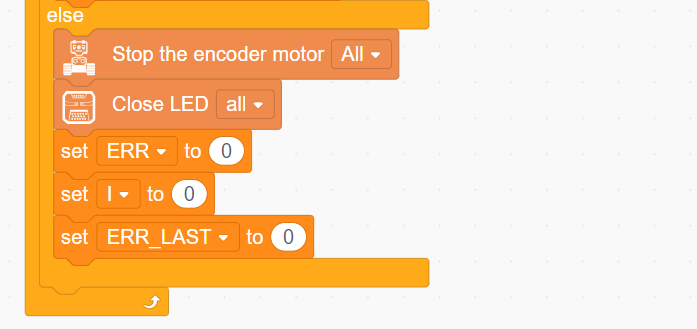 else
Stop the encoder motor All
Close LED all
set ERR to 0
set I to 0
set ERR_LAST to 0